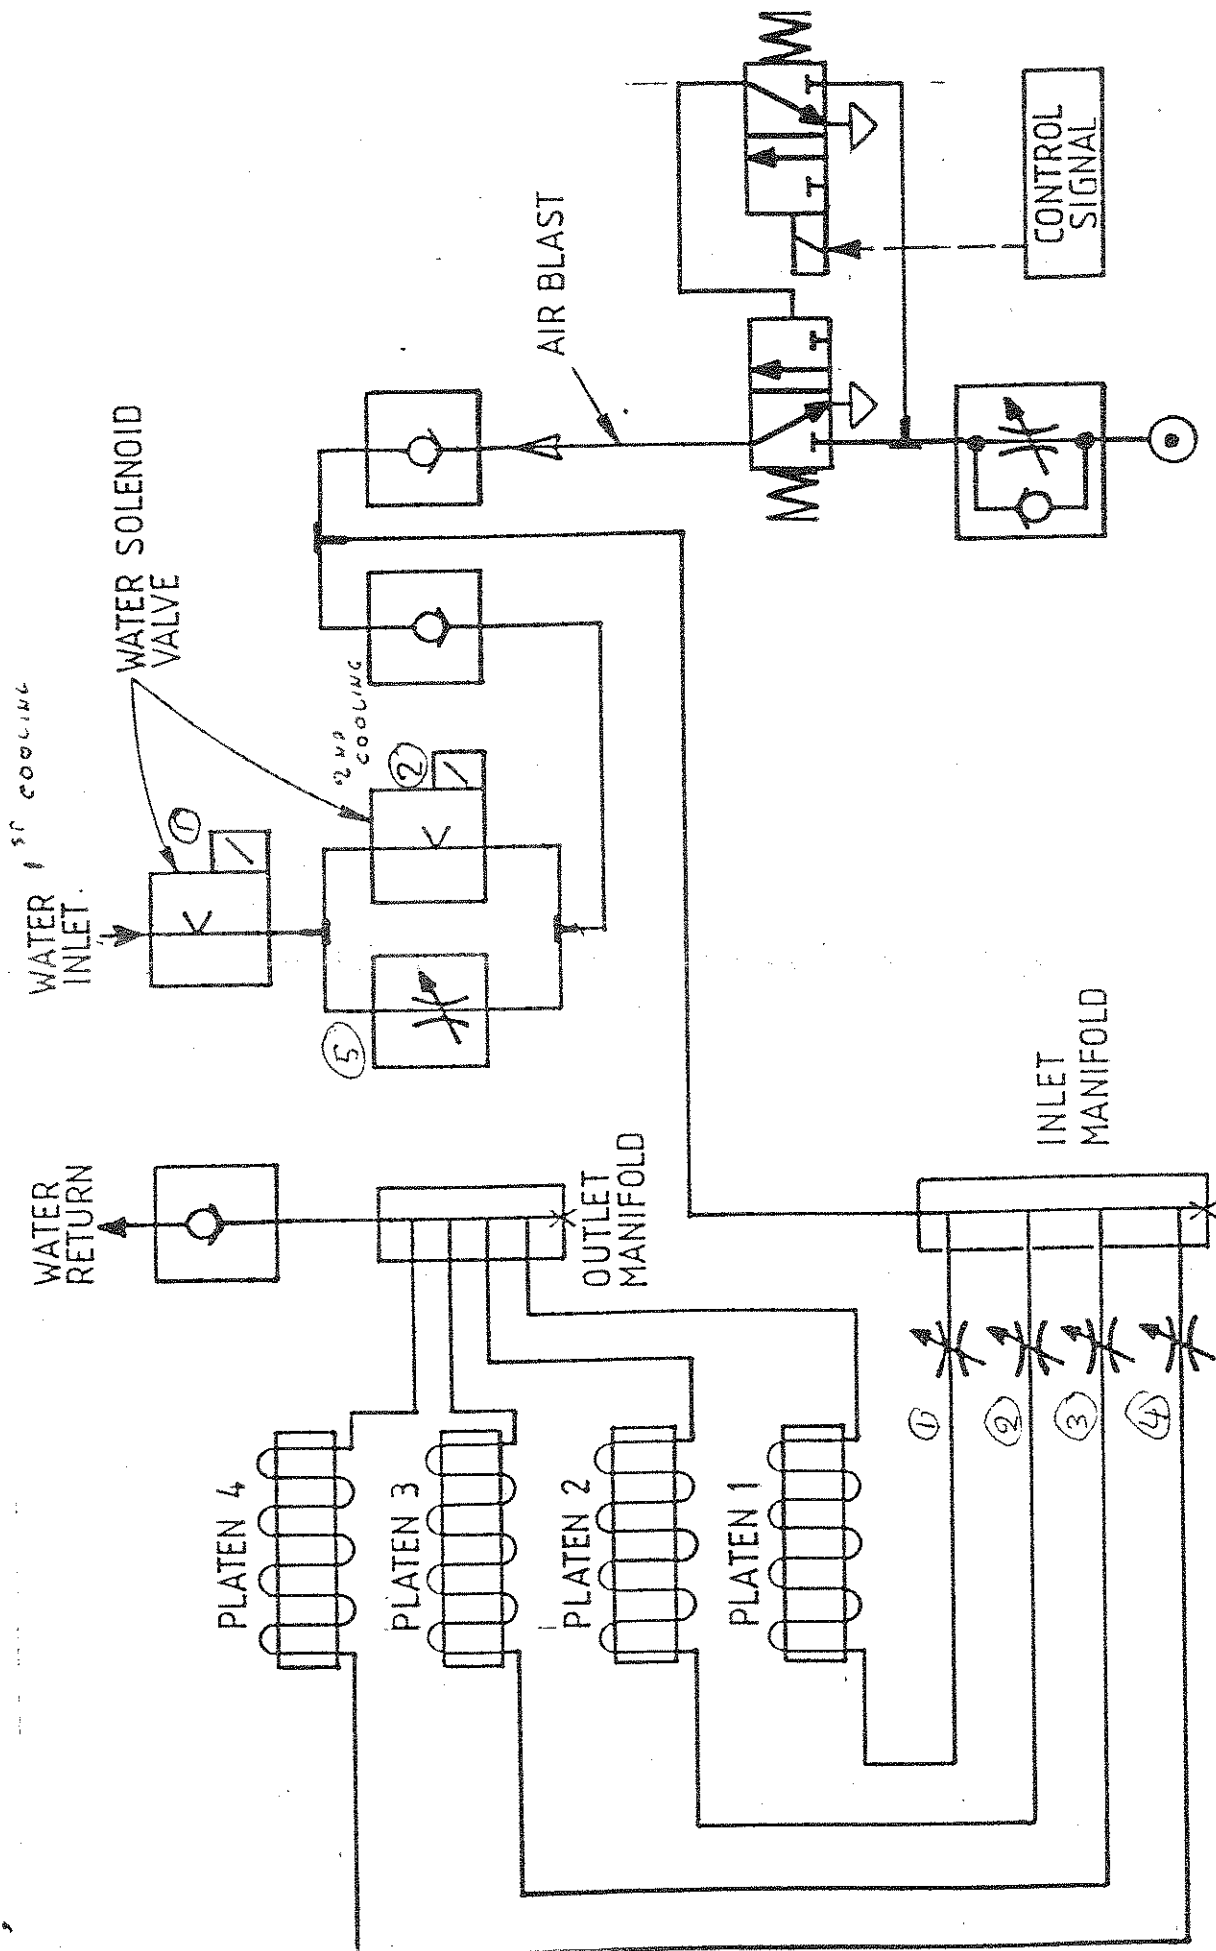 WATER 1ST COOLING
INLET.
①
WATER SOLENOID
VALVE
2ND
COOLING
②
⑤
AIR BLAST
CONTROL
SIGNAL
WATER
RETURN
OUTLET
MANIFOLD
INLET
MANIFOLD
PLATEN 4
PLATEN 3
PLATEN 2
PLATEN 1
①
②
③
④